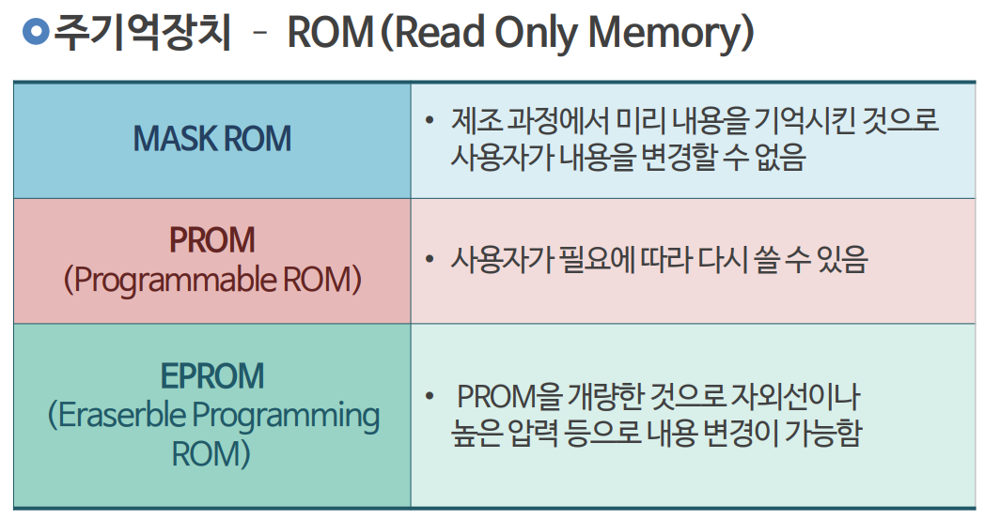 주기억장치 - ROM(Read Only Memory)
MASK ROM
• 제조 과정에서 미리 내용을 기억시킨 것으로
사용자가 내용을 변경할 수 없음
PROM
(Programmable ROM)
• 사용자가 필요에 따라 다시 쓸 수 있음
EPROM
(Eraserble Programming
ROM)
• PROM을 개량한 것으로 자외선이나
높은 압력 등으로 내용 변경이 가능함